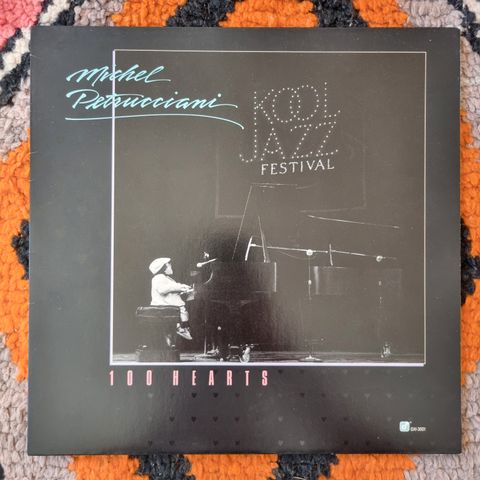 Michel
Petrucciani
KOOL
JAZZ
FESTIVAL
100 HEARTS